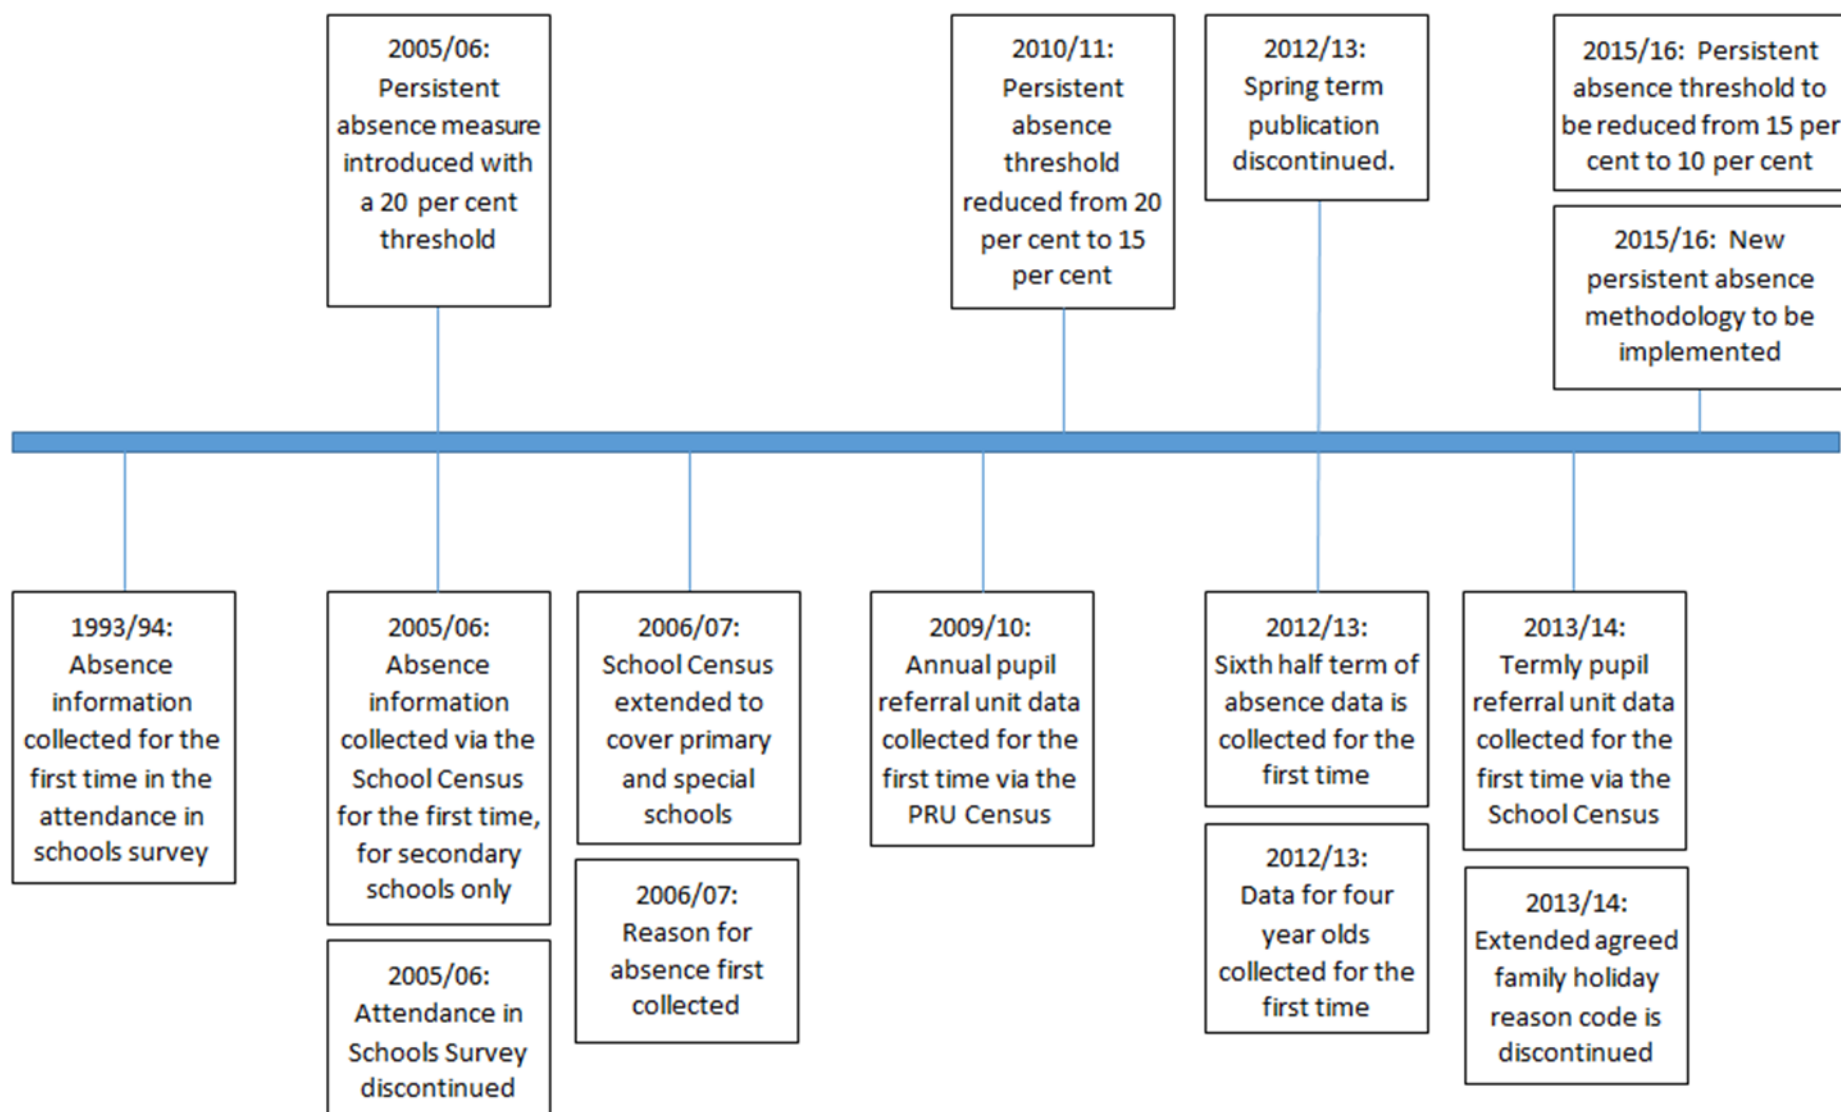 2005/06:
Persistent
absence measure
introduced with
a 20 per cent
threshold
2010/11:
Persistent
absence
threshold
reduced from 20
per cent to 15
per cent
2012/13:
Spring term
publication
discontinued.
2015/16: Persistent
absence threshold to
be reduced from 15 per
cent to 10 per cent
2015/16: New
persistent absence
methodology to be
implemented
1993/94:
Absence
information
collected for the
first time in the
attendance in
schools survey
2005/06:
Absence
information
collected via the
School Census
for the first time,
for secondary
schools only
2005/06:
Attendance in
Schools Survey
discontinued
2006/07:
School Census
extended to
cover primary
and special
schools
2006/07:
Reason for
absence first
collected
2009/10:
Annual pupil
referral unit data
collected for the
first time via the
PRU Census
2012/13:
Sixth half term of
absence data is
collected for the
first time
2012/13:
Data for four
year olds
collected for the
first time
2013/14:
Termly pupil
referral unit data
collected for the
first time via the
School Census
2013/14:
Extended agreed
family holiday
reason code is
discontinued